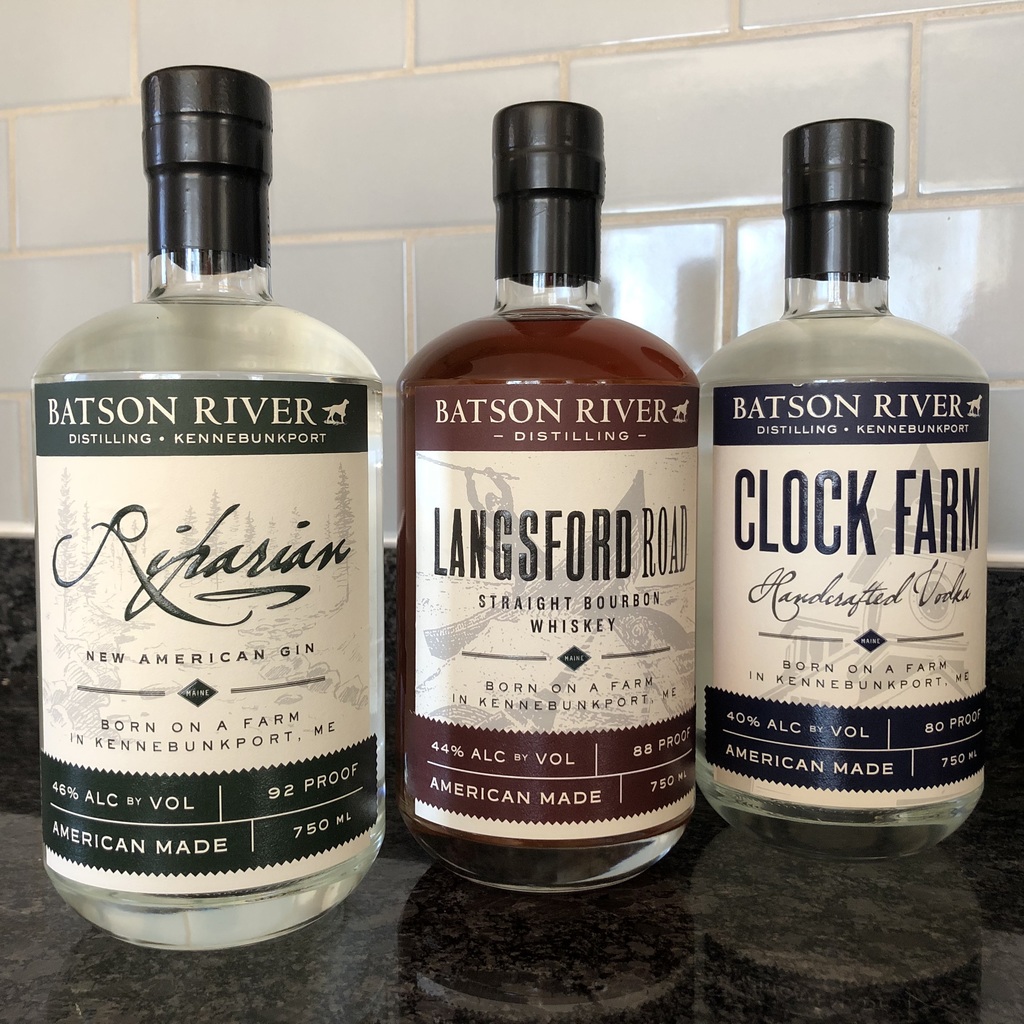 BATSON RIVER
DISTILLING • KENNEBUNKPORT
Riparian
NEW AMERICAN GIN
MAINE
BORN ON A FARM
IN KENNEBUNKPORT, ME
46% ALC BY VOL
92 PROOF
AMERICAN MADE
750 ML
BATSON RIVER
– DISTILLING –
LANGSFORD ROAD
STRAIGHT BOURBON
WHISKEY
MAINE
BORN ON A FARM
IN KENNEBUNKPORT, ME
44% ALC BY VOL
88 PROOF
AMERICAN MADE
750 ML
BATSON RIVER
DISTILLING • KENNEBUNKPORT
CLOCK FARM
Handcrafted Vodka
MAINE
BORN ON A FARM
IN KENNEBUNKPORT, ME
40% ALC BY VOL
80 PROOF
AMERICAN MADE
750 ML